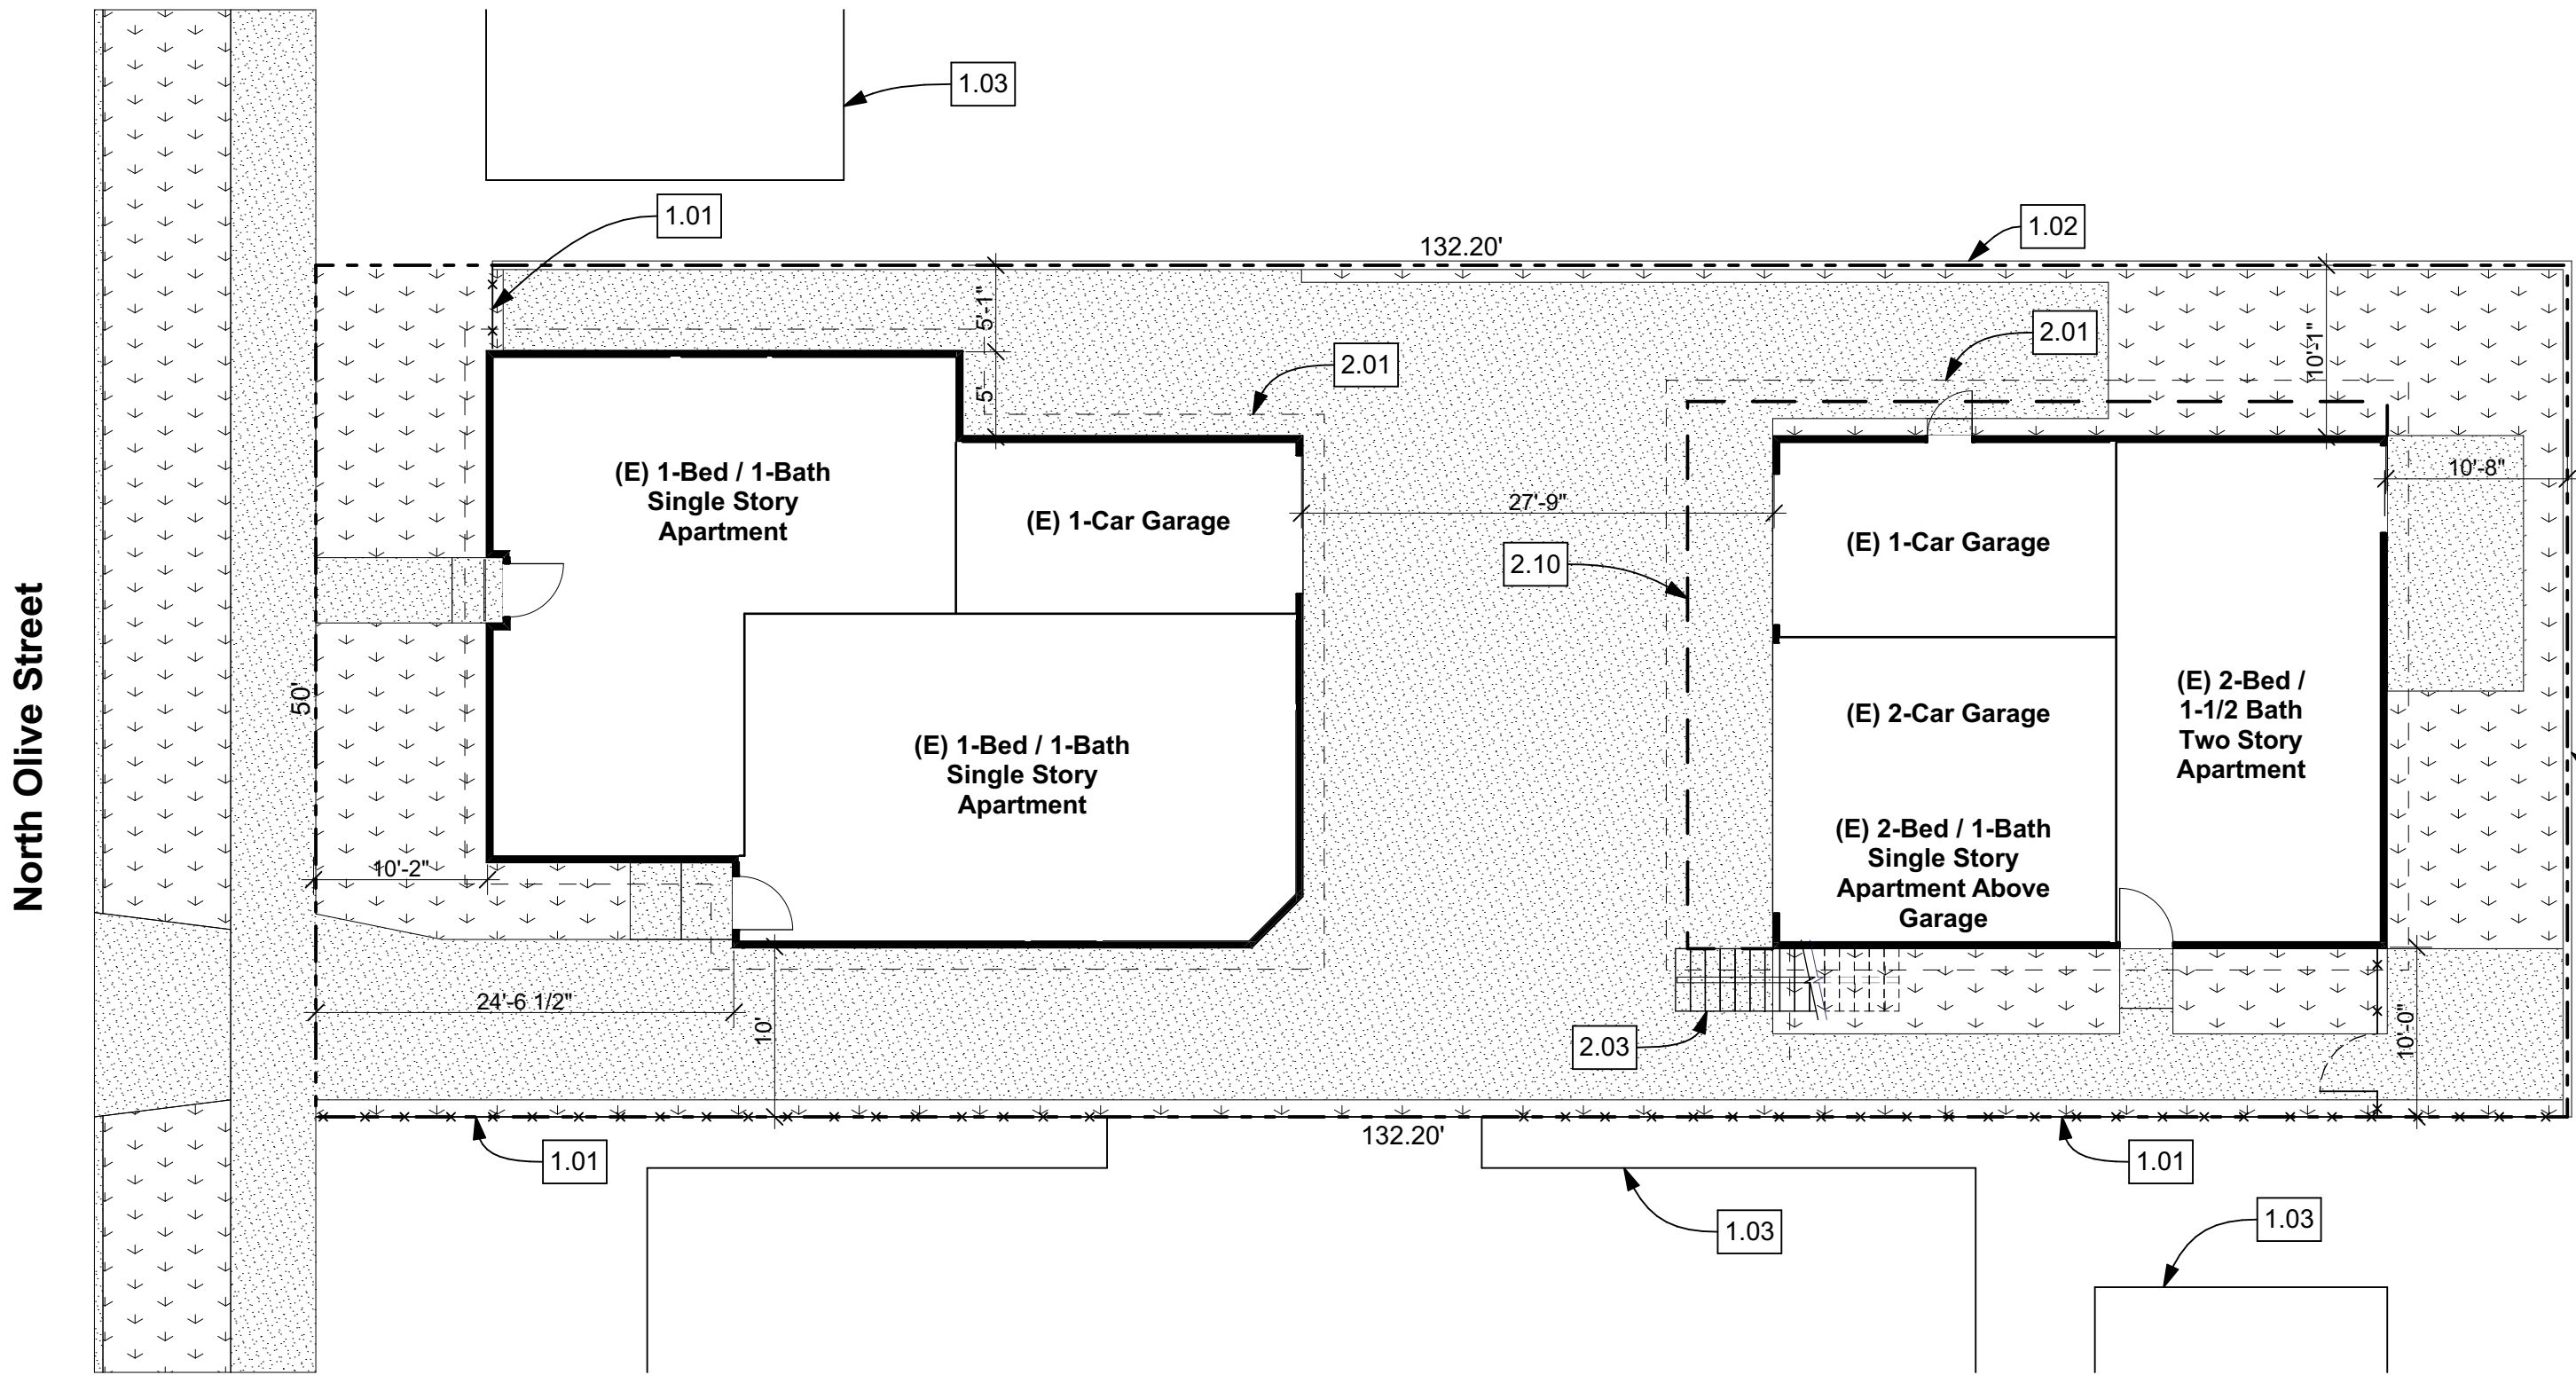 1.03
1.01
1.02
132.20'
5'-1"
2.01
10'-1"
2.01
5'
(E) 1-Bed / 1-Bath
Single Story
Apartment
(E) 1-Car Garage
27'-9"
10'-8"
2.10
(E) 1-Car Garage
North Olive Street
50'
(E) 2-Car Garage
(E) 2-Bed /
1-1/2 Bath
Two Story
Apartment
(E) 1-Bed / 1-Bath
Single Story
Apartment
(E) 2-Bed / 1-Bath
Single Story
Apartment Above
Garage
10'-2"
24'-6 1/2"
10'
2.03
10'-0"
132.20'
1.01
1.01
1.03
1.03